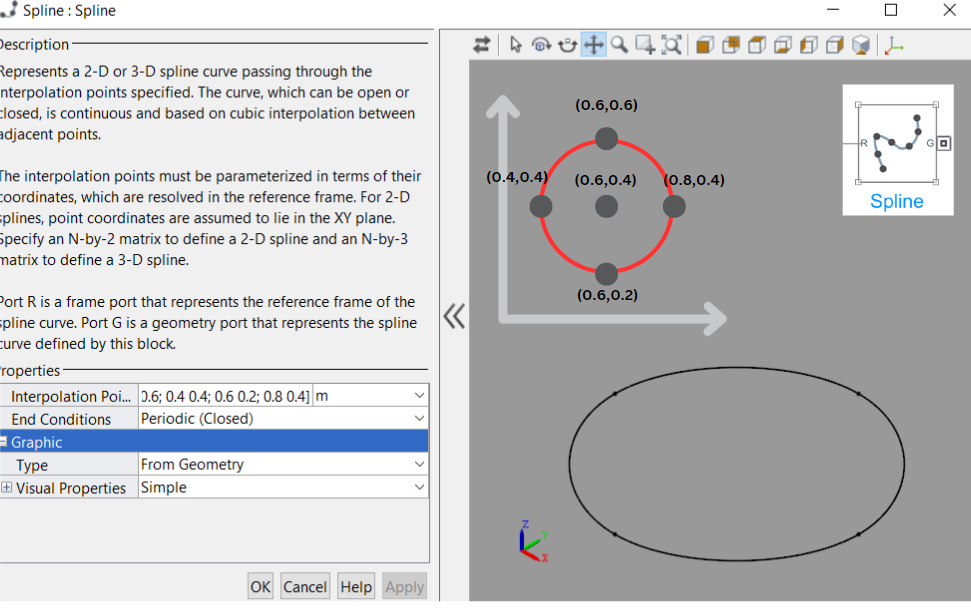 Spline : Spline
Description
Represents a 2-D or 3-D spline curve passing through the
interpolation points specified. The curve, which can be open or
closed, is continuous and based on cubic interpolation between
adjacent points.
The interpolation points must be parameterized in terms of their
coordinates, which are resolved in the reference frame. For 2-D
splines, point coordinates are assumed to lie in the XY plane.
Specify an N-by-2 matrix to define a 2-D spline and an N-by-3
matrix to define a 3-D spline.
Port R is a frame port that represents the reference frame of the
spline curve. Port G is a geometry port that represents the spline
curve defined by this block.
Properties
Interpolation Poi... 0.6; 0.4 0.4; 0.6 0.2; 0.8 0.4] m
End Conditions Periodic (Closed)
Graphic
Type From Geometry
Visual Properties Simple
OK Cancel Help Apply
(0.6,0.6)
(0.4,0.4) (0.6,0.4) (0.8,0.4)
(0.6,0.2)
R G
Spline
Z
Y
X